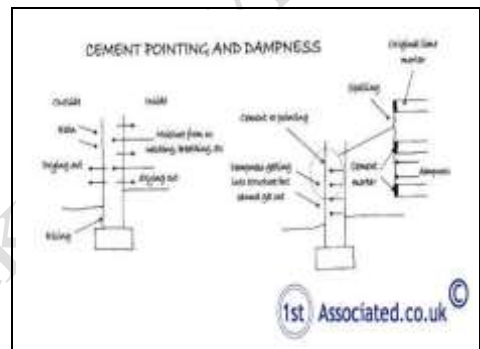 CEMENT POINTING AND DAMPNESS
Original lime
mortar
Spalling
Outside
Inside
Rain
Moisture from us
washing, breathing, etc
Drying out
Drying out
Rising
Cement re pointing
Dampness getting
into structure but
cannot get out
Cement
mortar
Dampness
1st Associated.co.uk ©